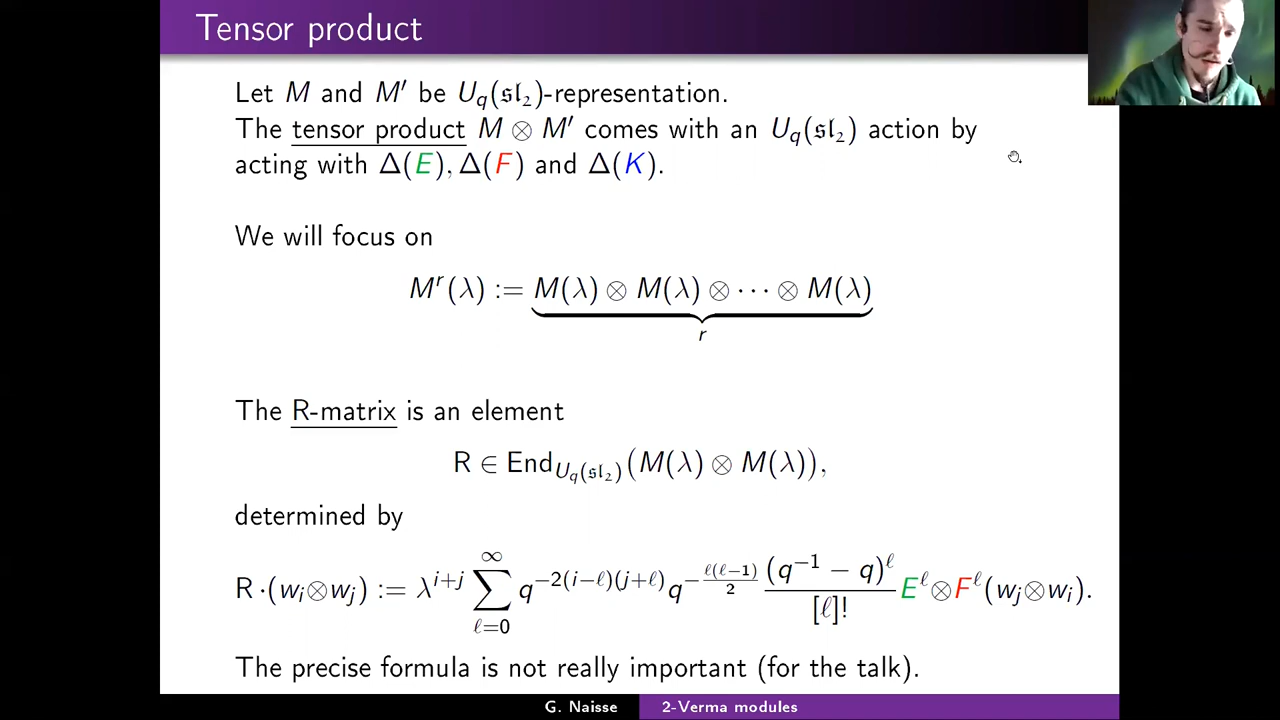 Tensor product
Let M and M′ be U_q(𝔰𝔩₂)-representation.
The tensor product M ⊗ M′ comes with an U_q(𝔰𝔩₂) action by
acting with Δ(E), Δ(F) and Δ(K).
We will focus on
M^r(λ) := M(λ) ⊗ M(λ) ⊗ ··· ⊗ M(λ)
r
The R-matrix is an element
R ∈ End_{U_q(𝔰𝔩₂)}(M(λ) ⊗ M(λ)),
determined by
R·(w_i⊗w_j) := λ^{i+j} ∑_{ℓ=0}^{∞} q^{-2(i-ℓ)(j+ℓ)} q^{-\frac{ℓ(ℓ-1)}{2}} \frac{(q^{-1} - q)^ℓ}{[ℓ]!} E^ℓ⊗F^ℓ(w_j⊗w_i).
The precise formula is not really important (for the talk).
G. Naisse 2-Verma modules